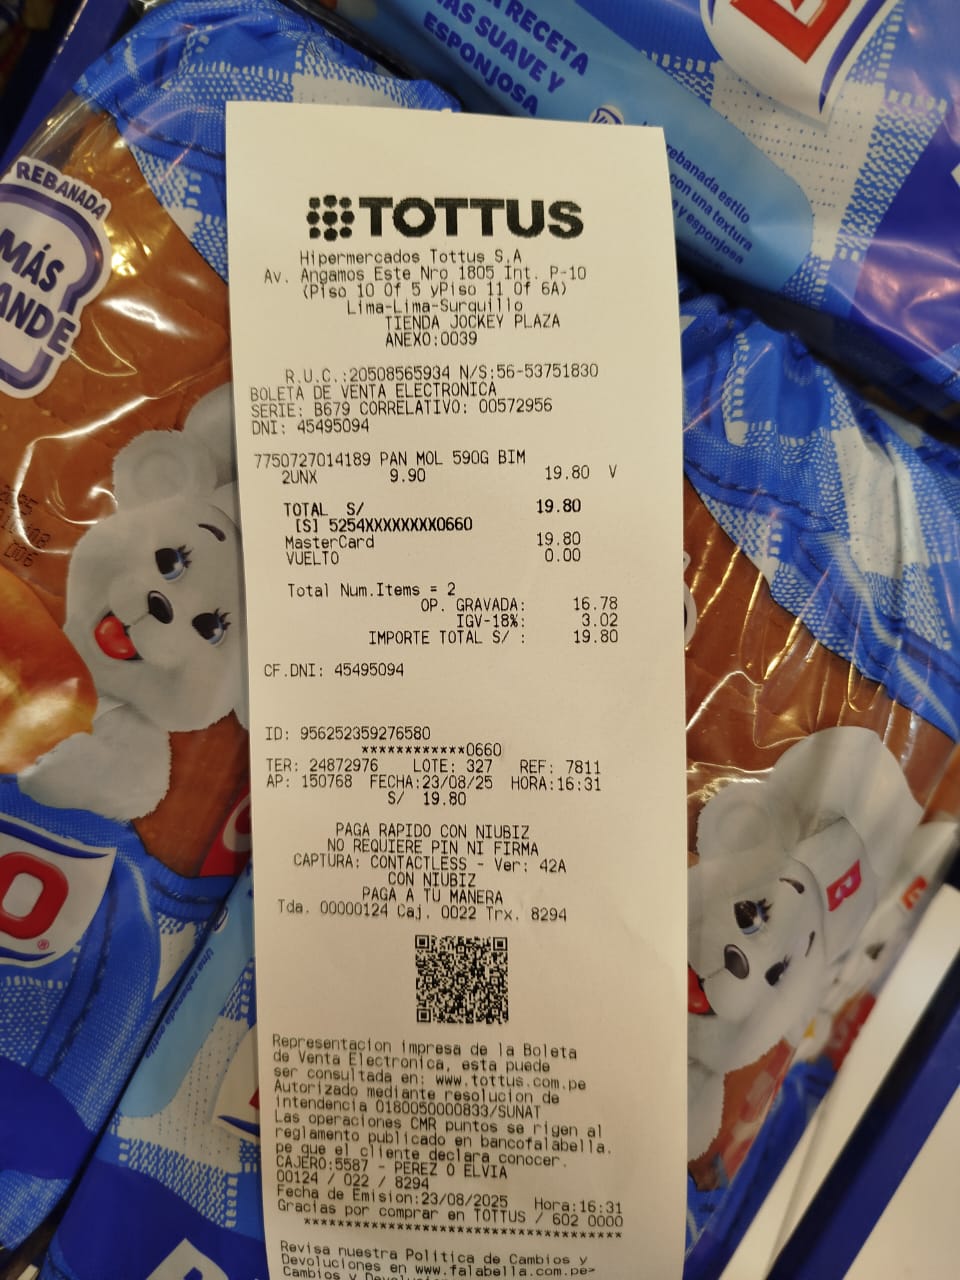 A RECETA
MÁS SUAVE Y
ESPONJOSA
rebanada estilo
con una textura
y esponjosa
REBANADA
MÁS
ANDE
TOTTUS
Hipermercados Tottus S.A
Av. Angamos Este Nro 1805 Int. P-10
(Piso 10 Of 5 yPiso 11 Of 6A)
Lima-Lima-Surquillo
TIENDA JOCKEY PLAZA
ANEXO:0039
R.U.C.:20508565934 N/S:56-53751830
BOLETA DE VENTA ELECTRONICA
SERIE: B679 CORRELATIVO: 00572956
DNI: 45495094
7750727014189 PAN MOL 590G BIM
2UNX 9.90 19.80 V
TOTAL S/ 19.80
[S] 5254XXXXXXXX0660
MasterCard 19.80
VUELTO 0.00
Total Num.Items = 2
OP. GRAVADA: 16.78
IGV-18%: 3.02
IMPORTE TOTAL S/ : 19.80
CF.DNI: 45495094
ID: 956252359276580
************0660
TER: 24872976 LOTE: 327 REF: 7811
AP: 150768 FECHA:23/08/25 HORA:16:31
S/ 19.80
PAGA RAPIDO CON NIUBIZ
NO REQUIERE PIN NI FIRMA
CAPTURA: CONTACTLESS - Ver: 42A
CON NIUBIZ
PAGA A TU MANERA
Tda. 00000124 Caj. 0022 Trx. 8294
Representacion impresa de la Boleta
de Venta Electronica, esta puede
ser consultada en: www.tottus.com.pe
Autorizado mediante resolucion de
intendencia 0180050000833/SUNAT
Las operaciones CMR puntos se rigen al
reglamento publicado en bancofalabella.
pe que el cliente declara conocer.
CAJERO:5587 - PEREZ O ELVIA
00124 / 022 / 8294
Fecha de Emision:23/08/2025 Hora:16:31
Gracias por comprar en TOTTUS / 602 0000
************************************
Revisa nuestra Politica de Cambios y
Devoluciones en www.falabella.com.pe>
Cambios y